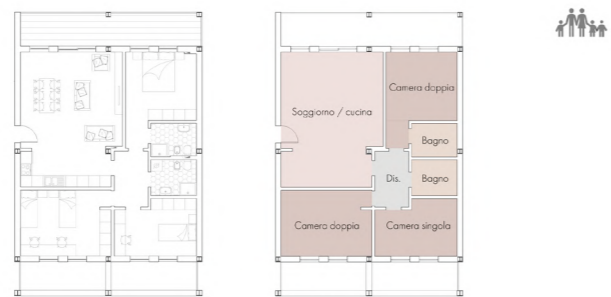 Camera doppia
Soggiorno / cucina
Bagno
Dis.
Bagno
Camera doppia
Camera singola